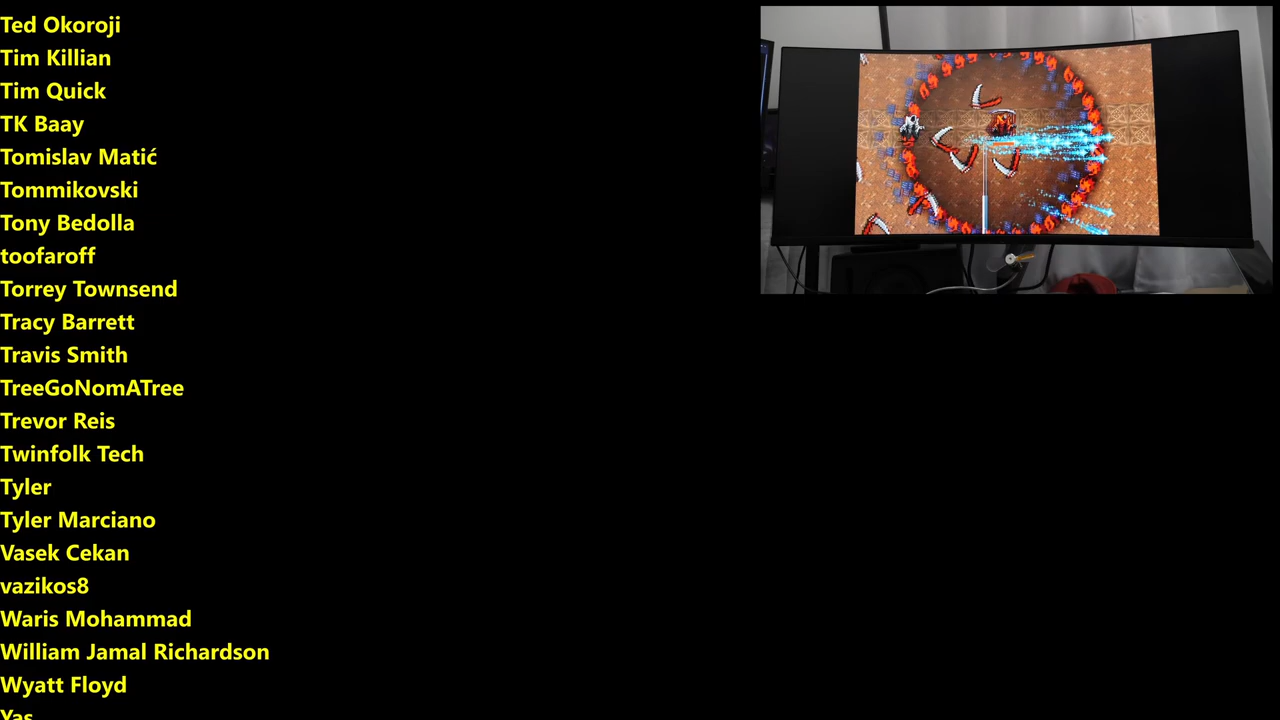 Ted Okoroji
Tim Killian
Tim Quick
TK Baay
Tomislav Matić
Tommikovski
Tony Bedolla
toofaroff
Torrey Townsend
Tracy Barrett
Travis Smith
TreeGoNomATree
Trevor Reis
Twinfolk Tech
Tyler
Tyler Marciano
Vasek Cekan
vazikos8
Waris Mohammad
William Jamal Richardson
Wyatt Floyd
Yas